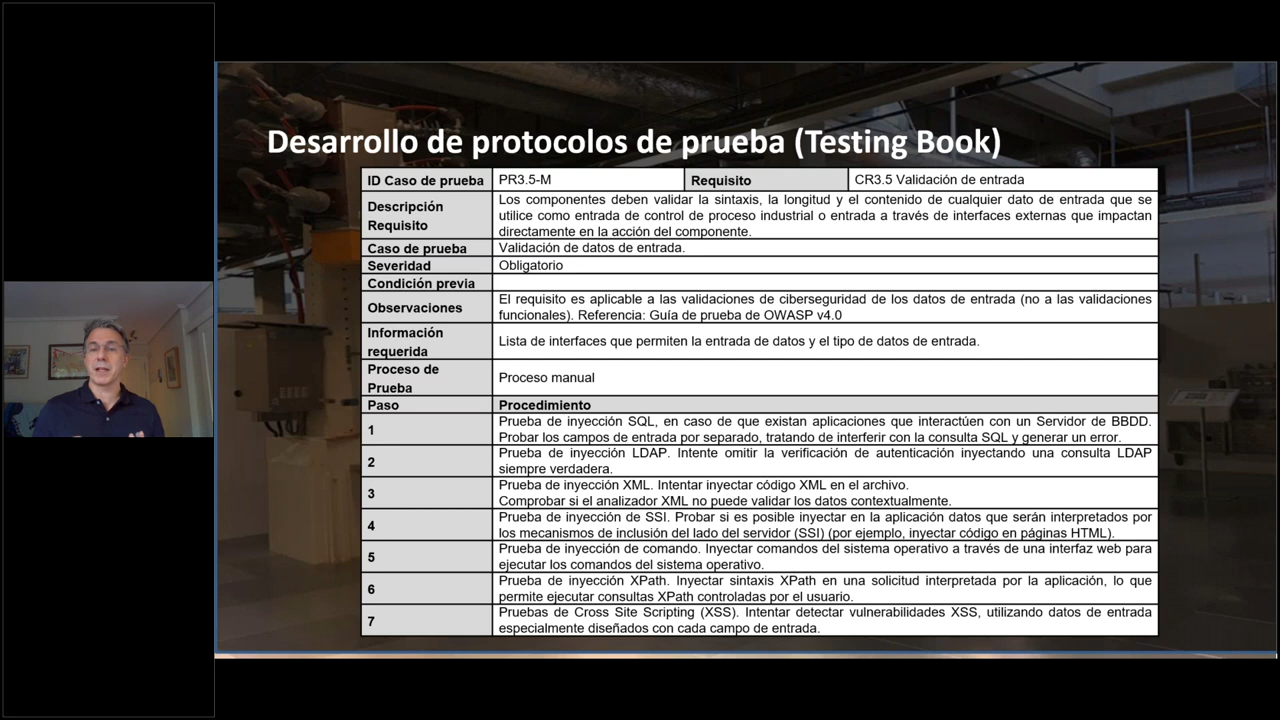 Desarrollo de protocolos de prueba (Testing Book)
ID Caso de prueba PR3.5-M Requisito CR3.5 Validación de entrada
Descripción Requisito
Los componentes deben validar la sintaxis, la longitud y el contenido de cualquier dato de entrada que se
utilice como entrada de control de proceso industrial o entrada a través de interfaces externas que impactan
directamente en la acción del componente.
Caso de prueba Validación de datos de entrada.
Severidad Obligatorio
Condición previa
Observaciones
El requisito es aplicable a las validaciones de ciberseguridad de los datos de entrada (no a las validaciones
funcionales). Referencia: Guía de prueba de OWASP v4.0
Información
requerida
Lista de interfaces que permiten la entrada de datos y el tipo de datos de entrada.
Proceso de
Prueba
Proceso manual
Paso Procedimiento
1
Prueba de inyección SQL, en caso de que existan aplicaciones que interactúen con un Servidor de BBDD.
Probar los campos de entrada por separado, tratando de interferir con la consulta SQL y generar un error.
2
Prueba de inyección LDAP. Intente omitir la verificación de autenticación inyectando una consulta LDAP
siempre verdadera.
3
Prueba de inyección XML. Intentar inyectar código XML en el archivo.
Comprobar si el analizador XML no puede validar los datos contextualmente.
4
Prueba de inyección de SSI. Probar si es posible inyectar en la aplicación datos que serán interpretados por
los mecanismos de inclusión del lado del servidor (SSI) (por ejemplo, inyectar código en páginas HTML).
5
Prueba de inyección de comando. Inyectar comandos del sistema operativo a través de una interfaz web para
ejecutar los comandos del sistema operativo.
6
Prueba de inyección XPath. Inyectar sintaxis XPath en una solicitud interpretada por la aplicación, lo que
permite ejecutar consultas XPath controladas por el usuario.
7
Pruebas de Cross Site Scripting (XSS). Intentar detectar vulnerabilidades XSS, utilizando datos de entrada
especialmente diseñados con cada campo de entrada.